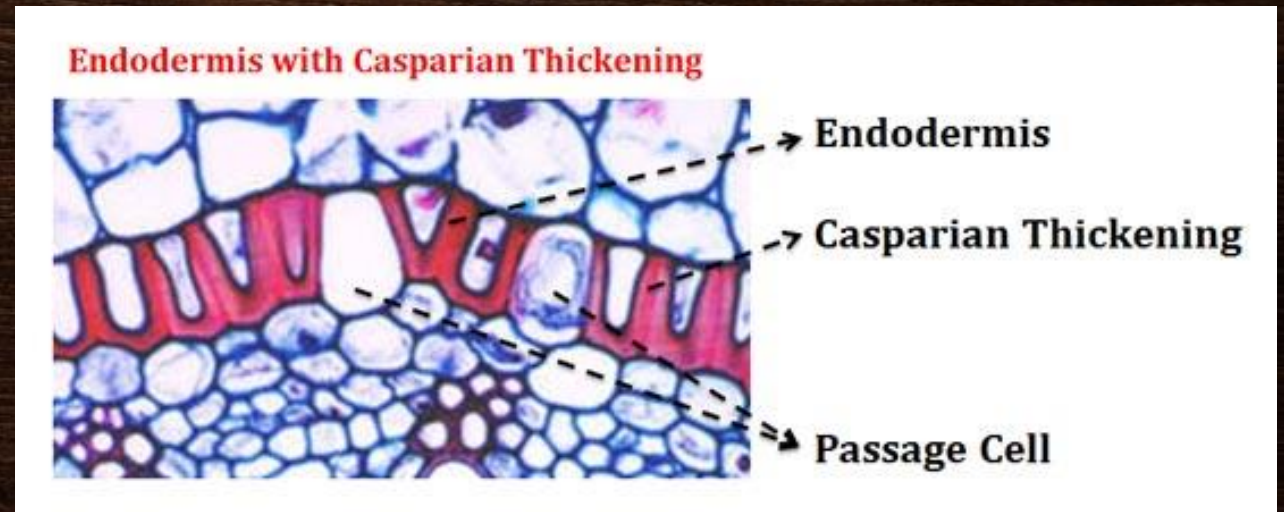 Endodermis with Casparian Thickening
Endodermis
Casparian Thickening
Passage Cell